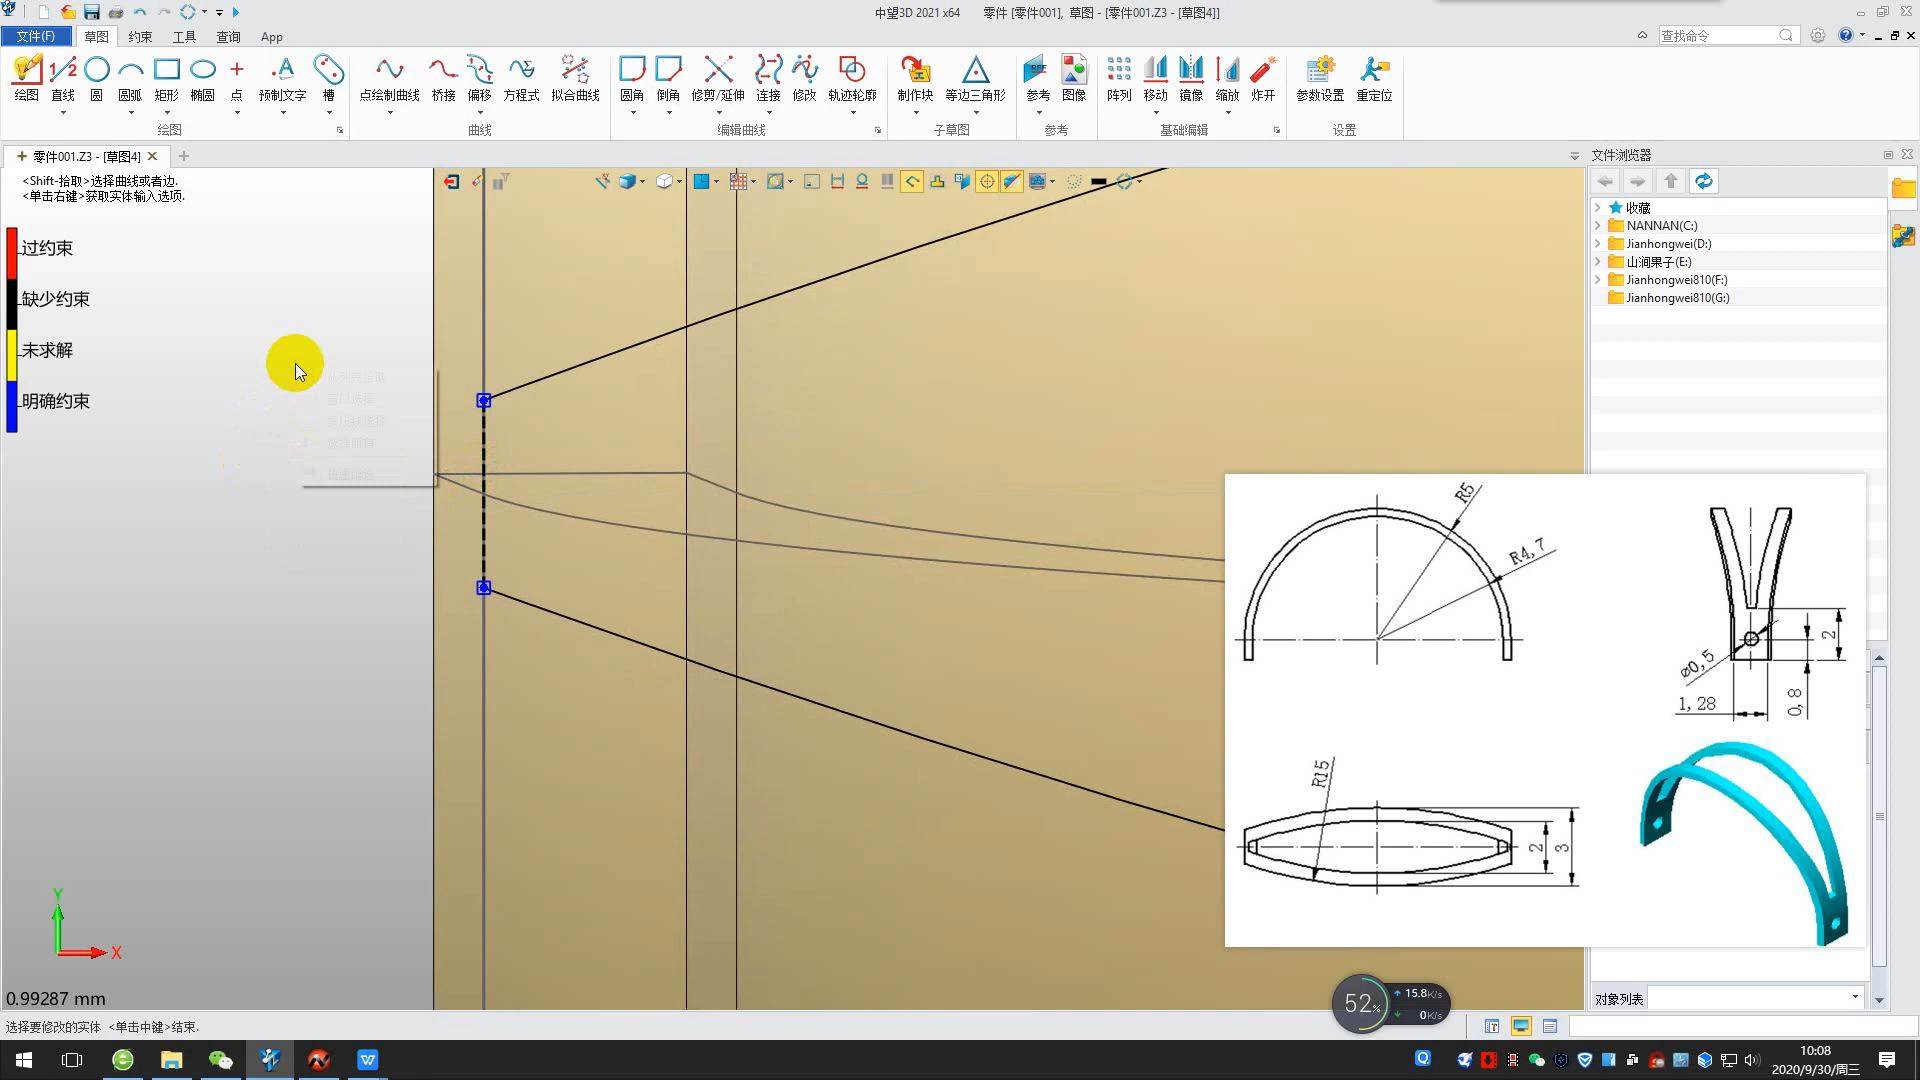 中望3D 2021 x64 零件 [零件001], 草图 - [零件001.Z3 - [草图4]]
文件(F) 草图 约束 工具 查询 App 查找命令
绘图 直线 圆 圆弧 矩形 椭圆 点 预制文字 槽 点绘制曲线 桥接 偏移 方程式 拟合曲线 圆角 倒角 修剪/延伸 连接 修改 轨迹轮廓 制作块 等边三角形 参考 图像 阵列 移动 镜像 缩放 炸开 参数设置 重定位
绘图 曲线 编辑曲线 子草图 参考 基础编辑 设置
零件001.Z3 - [草图4]
文件浏览器
<Shift-拾取>选择曲线或者边.
<单击右键>获取实体输入选项.
过约束
缺少约束
未求解
明确约束
收藏
NANNAN(C:)
Jianhongwei(D:)
山涧果子(E:)
Jianhongwei810(F:)
Jianhongwei810(G:)
R5
R4,7
2
⌀0,5
1,28
0,8
R15
2
3
Y
X
0.99287 mm
52%
15.8K/s
0K/s
对象列表
选择要修改的实体 <单击中键>结束.
10:08
2020/9/30/周三